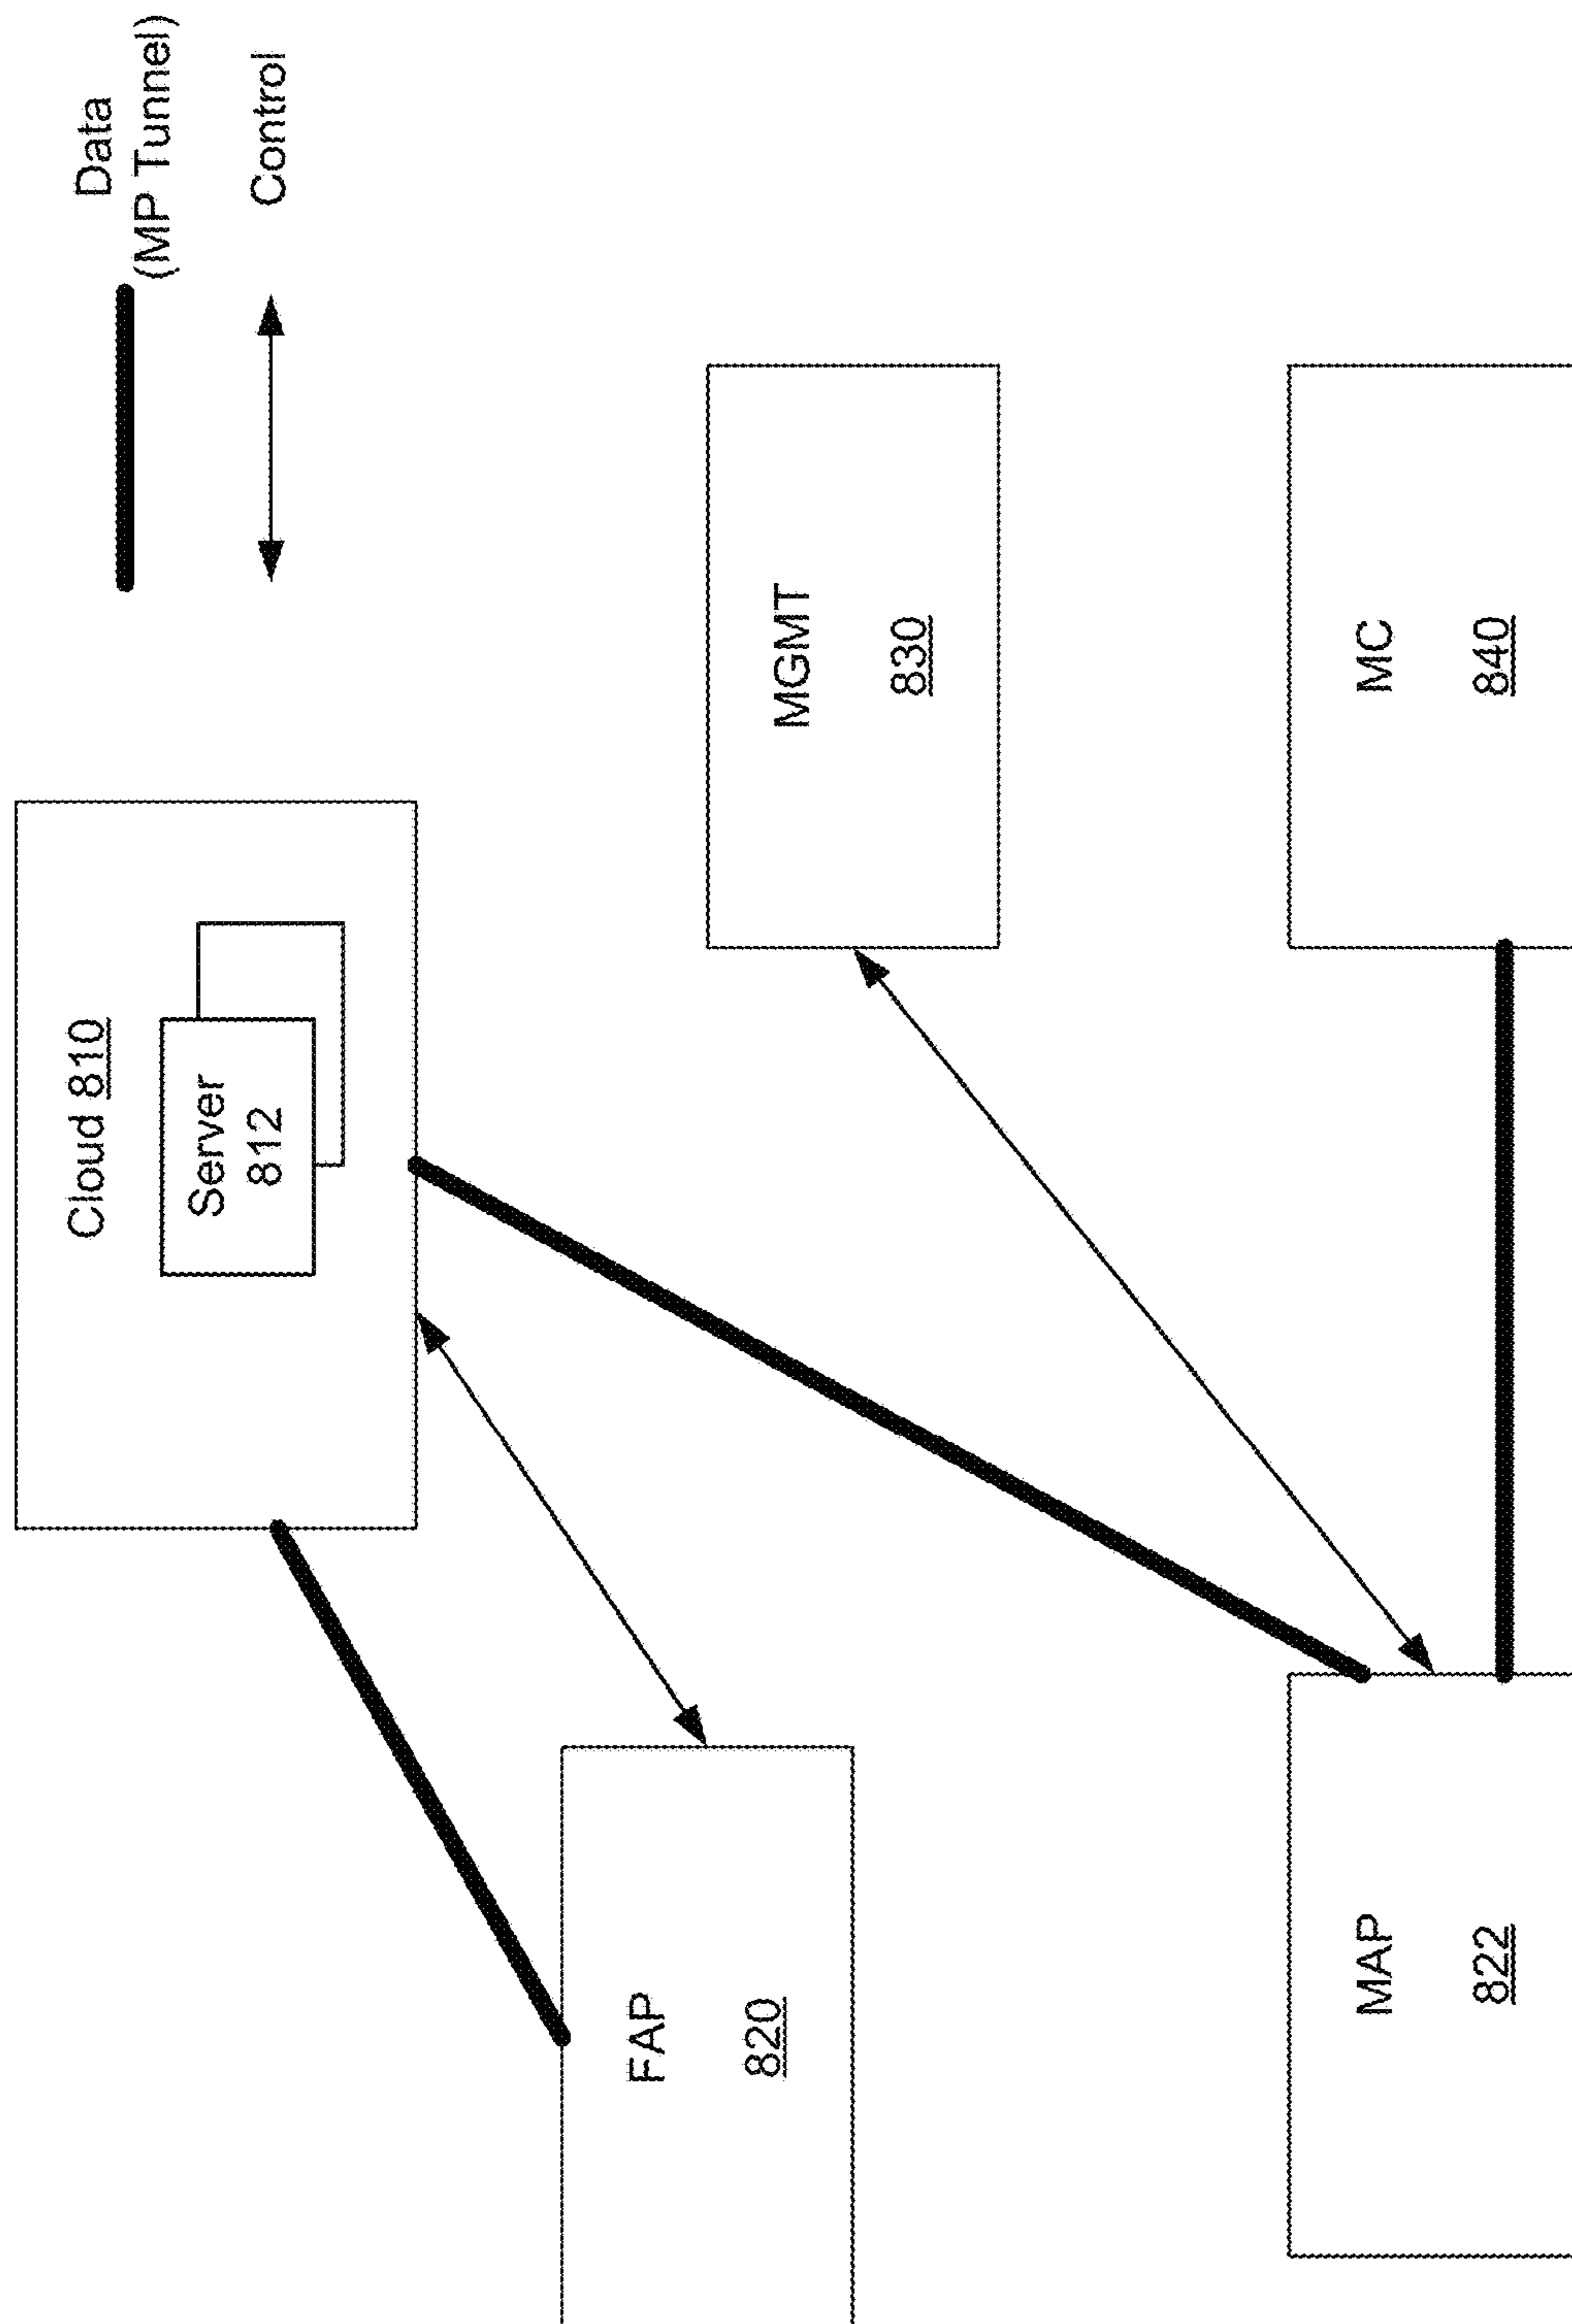 Data
(MP Tunnel)
Control
Cloud 810
Server
812
MGMT
830
FAP
820
MAP
822
MC
840